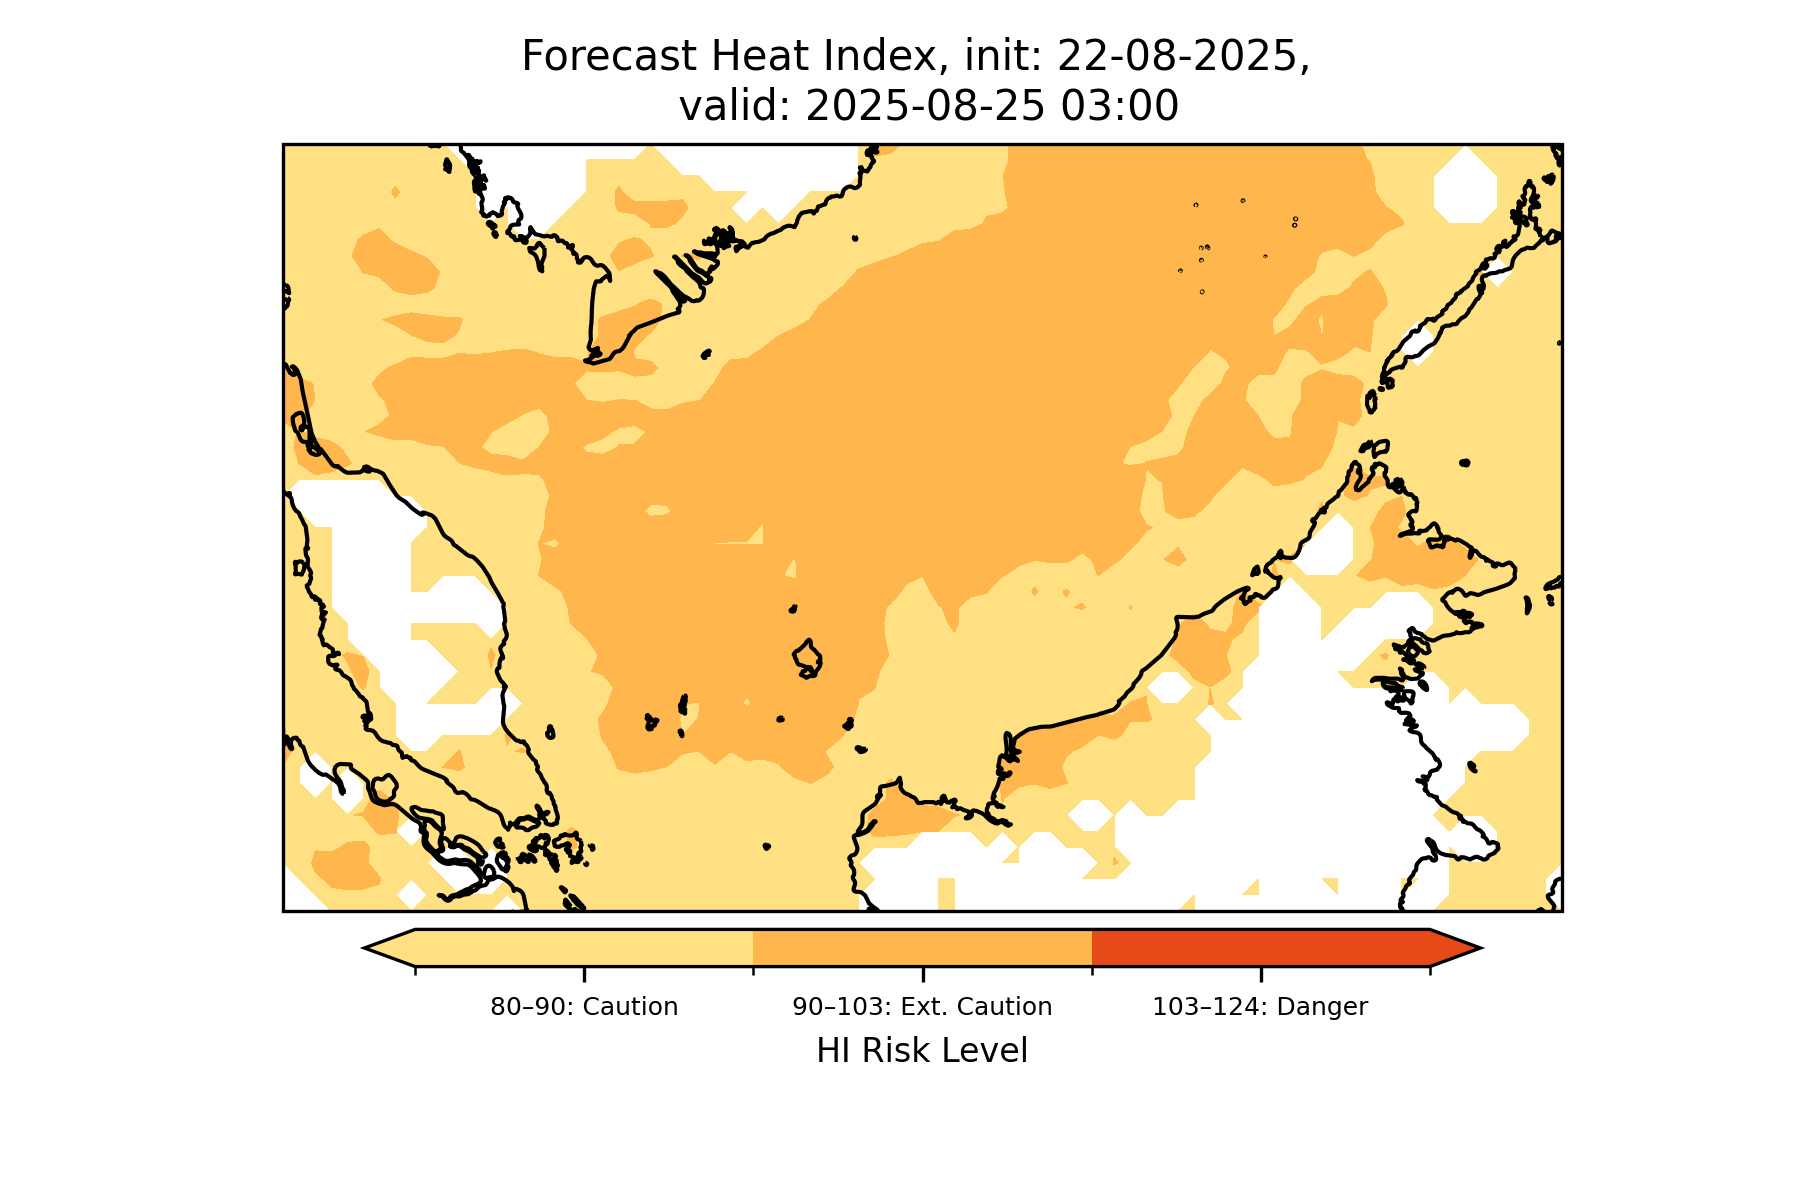 Forecast Heat Index, init: 22-08-2025,
valid: 2025-08-25 03:00
80–90: Caution
90–103: Ext. Caution
103–124: Danger
HI Risk Level